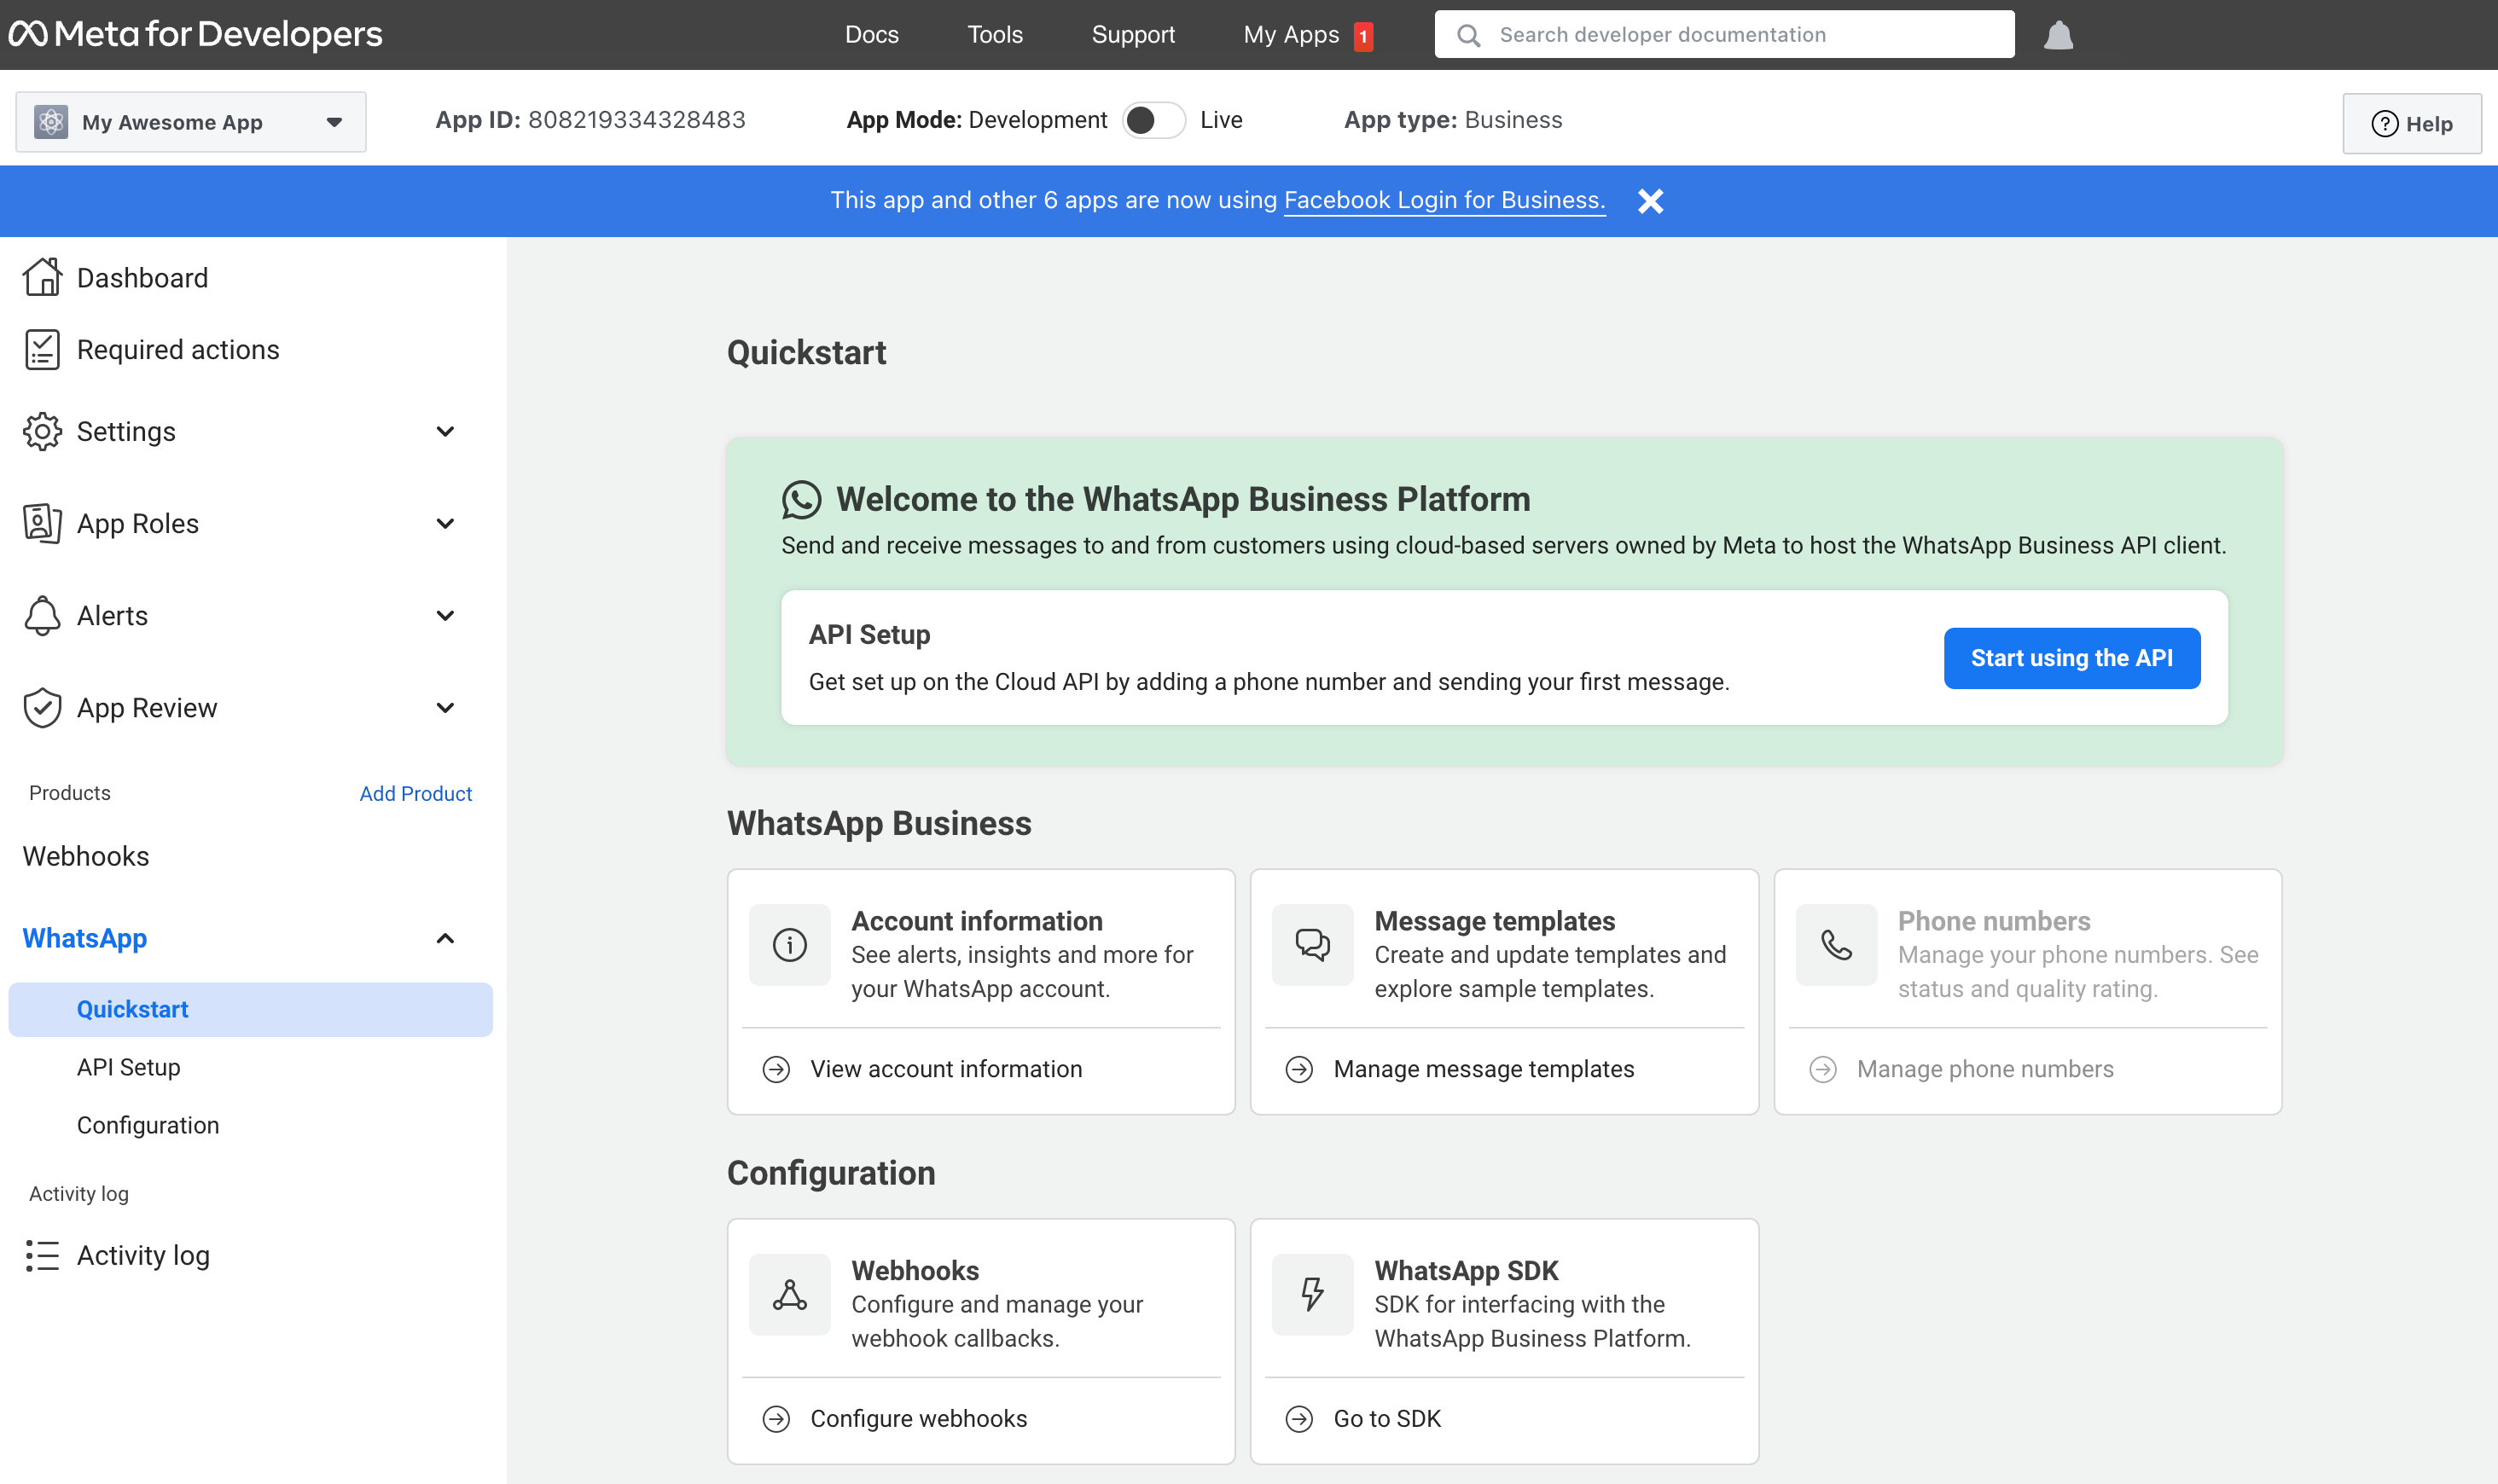 Meta for Developers
Docs
Tools
Support
My Apps 1
Search developer documentation
My Awesome App
App ID: 808219334328483
App Mode: Development
Live
App type: Business
? Help
This app and other 6 apps are now using Facebook Login for Business.
Dashboard
Required actions
Settings
App Roles
Alerts
App Review
Products
Add Product
Webhooks
WhatsApp
Quickstart
API Setup
Configuration
Activity log
Activity log
Quickstart
Welcome to the WhatsApp Business Platform
Send and receive messages to and from customers using cloud-based servers owned by Meta to host the WhatsApp Business API client.
API Setup
Get set up on the Cloud API by adding a phone number and sending your first message.
Start using the API
WhatsApp Business
Account information
See alerts, insights and more for
your WhatsApp account.
View account information
Message templates
Create and update templates and
explore sample templates.
Manage message templates
Phone numbers
Manage your phone numbers. See
status and quality rating.
Manage phone numbers
Configuration
Webhooks
Configure and manage your
webhook callbacks.
Configure webhooks
WhatsApp SDK
SDK for interfacing with the
WhatsApp Business Platform.
Go to SDK